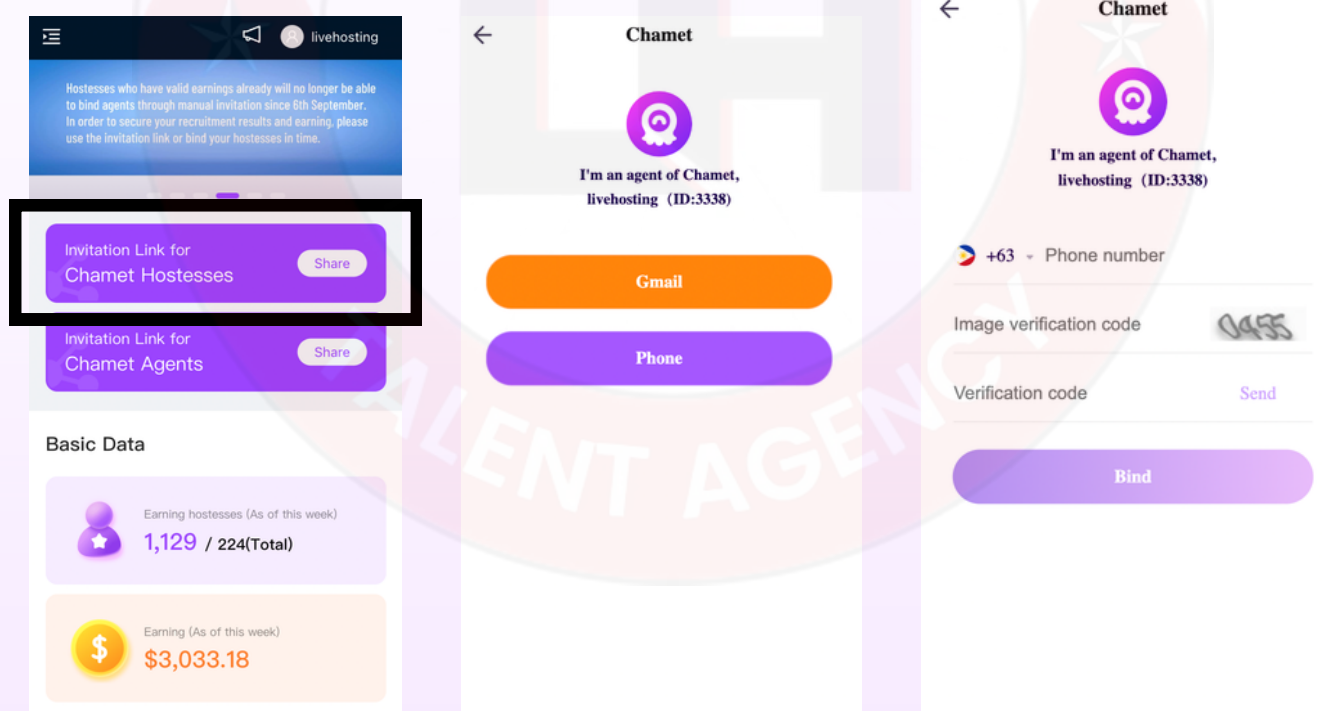 livehosting
Hostesses who have valid earnings already will no longer be able
to bind agents through manual invitation since 6th September.
In order to secure your recruitment results and earning, please
use the invitation link or bind your hostesses in time.
Invitation Link for
Chamet Hostesses
Share
Invitation Link for
Chamet Agents
Share
Basic Data
Earning hostesses (As of this week)
1,129 / 224(Total)
Earning (As of this week)
$3,033.18
Chamet
I'm an agent of Chamet,
livehosting (ID:3338)
Gmail
Phone
Chamet
I'm an agent of Chamet,
livehosting (ID:3338)
+63 Phone number
Image verification code 0455
Verification code Send
Bind
TALENT AGENCY